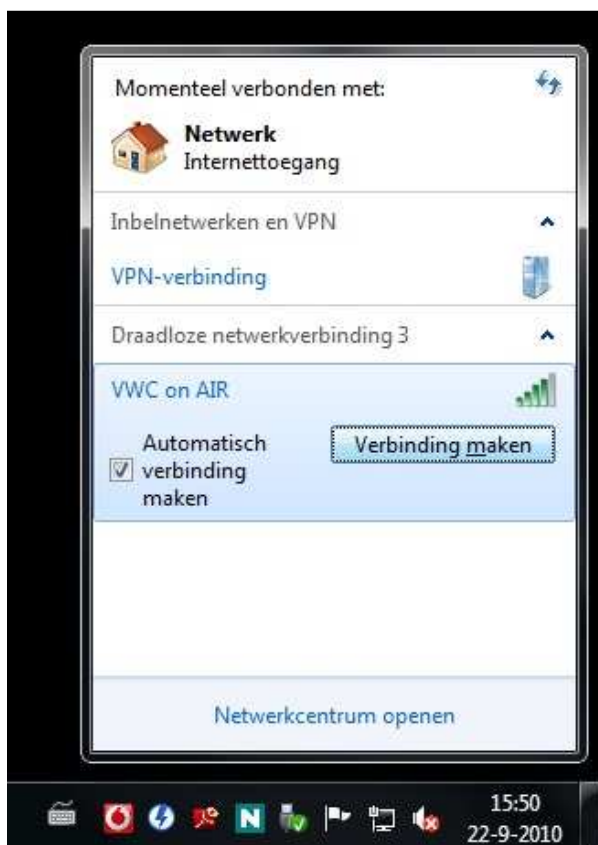 Momenteel verbonden met:
Netwerk
Internettoegang
Inbelnetwerken en VPN
VPN-verbinding
Draadloze netwerkverbinding 3
VWC on AIR
Automatisch
verbinding
maken
Verbinding maken
Netwerkcentrum openen
N
15:50
22-9-2010